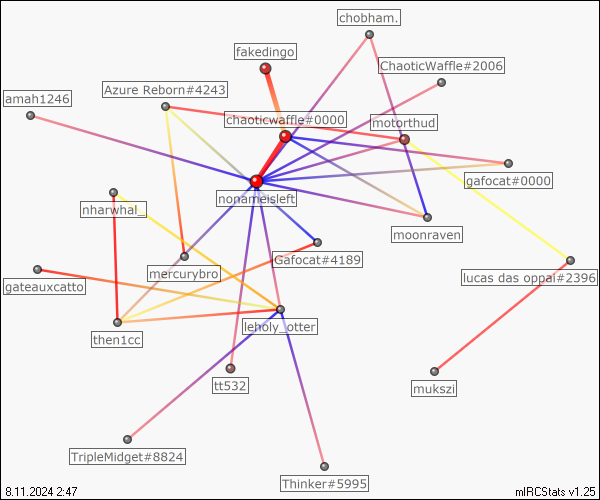 chobham.
fakedingo
ChaoticWaffle#2006
Azure Reborn#4243
amah1246
chaoticwaffle#0000
motorthud
gafocat#0000
nonameisleft
nharwhal_
moonraven
Gafocat#4189
mercurybro
lucas das oppai#2396
gateauxcatto
leholy_otter
then1cc
tt532
mukszi
TripleMidget#8824
Thinker#5995
8.11.2024 2:47
mIRCStats v1.25